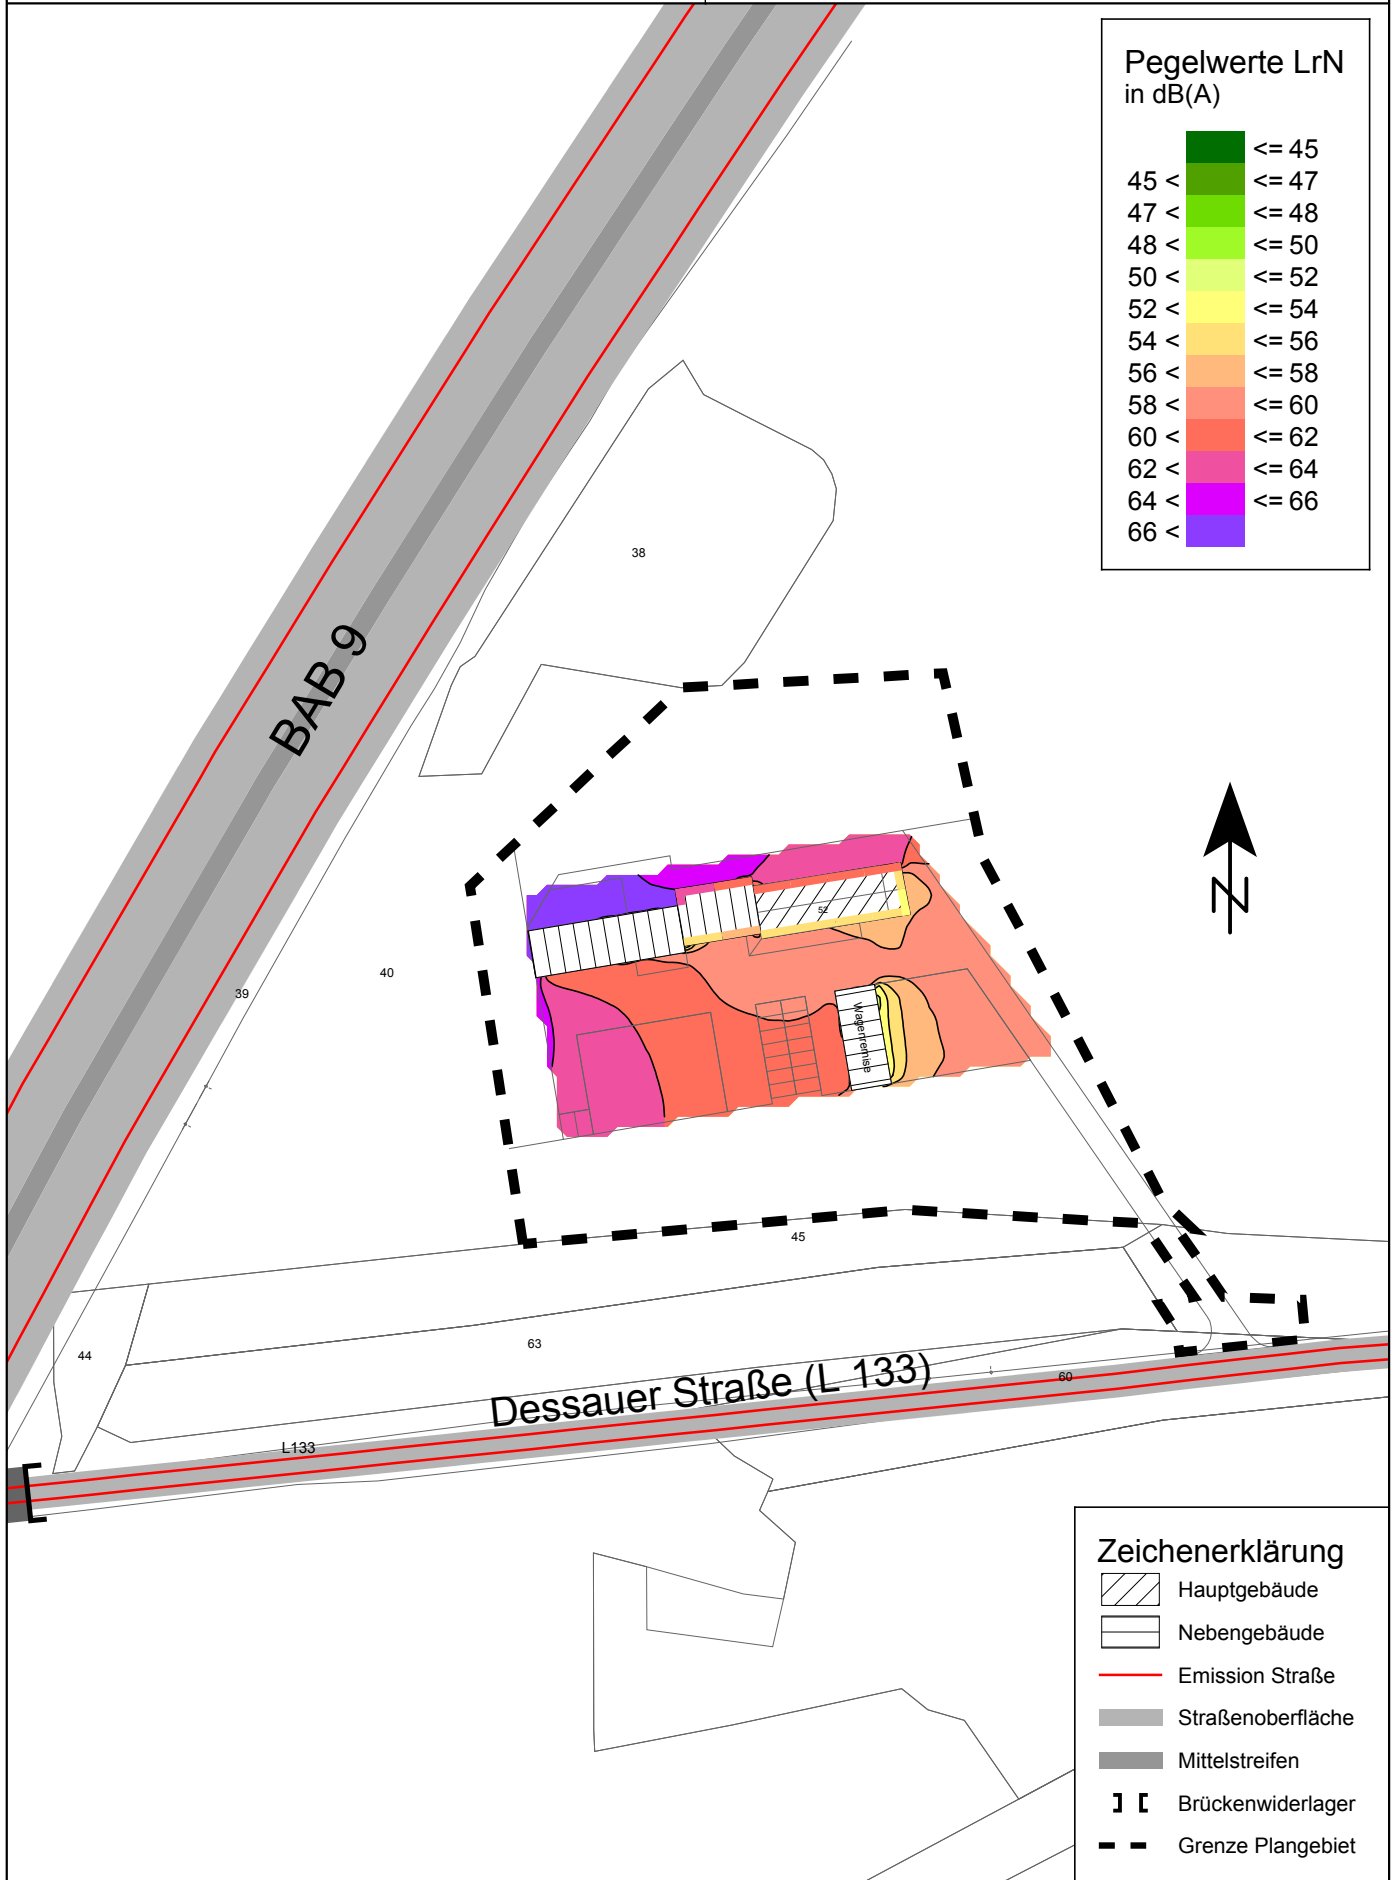 Pegelwerte LrN
in dB(A)
<= 45
45 < <= 47
47 < <= 48
48 < <= 50
50 < <= 52
52 < <= 54
54 < <= 56
56 < <= 58
58 < <= 60
60 < <= 62
62 < <= 64
64 < <= 66
66 <
38
BAB 9
N
52
40
39
Wagenremise
45
63
44
Dessauer Straße (L 133)
60
L133
Zeichenerklärung
Hauptgebäude
Nebengebäude
Emission Straße
Straßenoberfläche
Mittelstreifen
Brückenwiderlager
Grenze Plangebiet